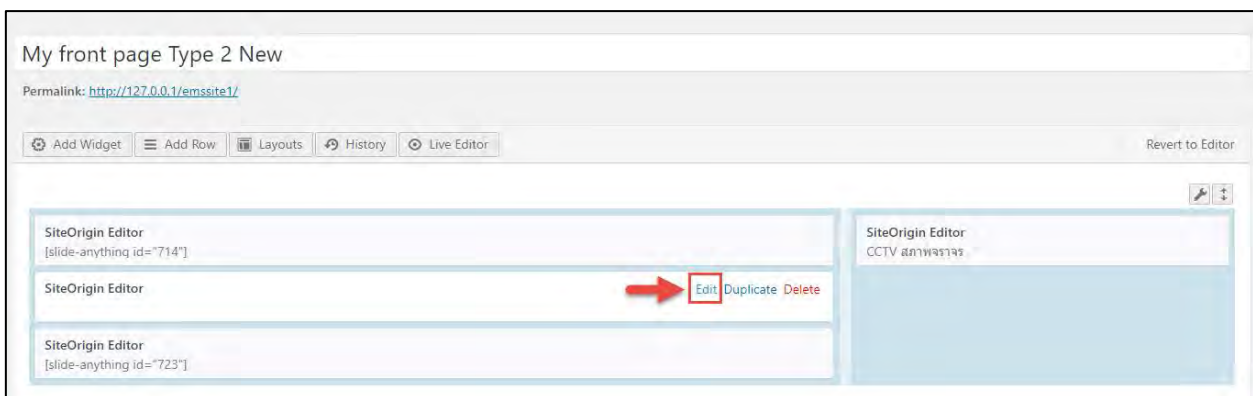 My front page Type 2 New
Permalink: http://127.0.0.1/emssite1/
Add Widget Add Row Layouts History Live Editor Revert to Editor
SiteOrigin Editor
[slide-anything id="714"]
SiteOrigin Editor
Edit Duplicate Delete
SiteOrigin Editor
[slide-anything id="723"]
SiteOrigin Editor
CCTV สภาพจราจร